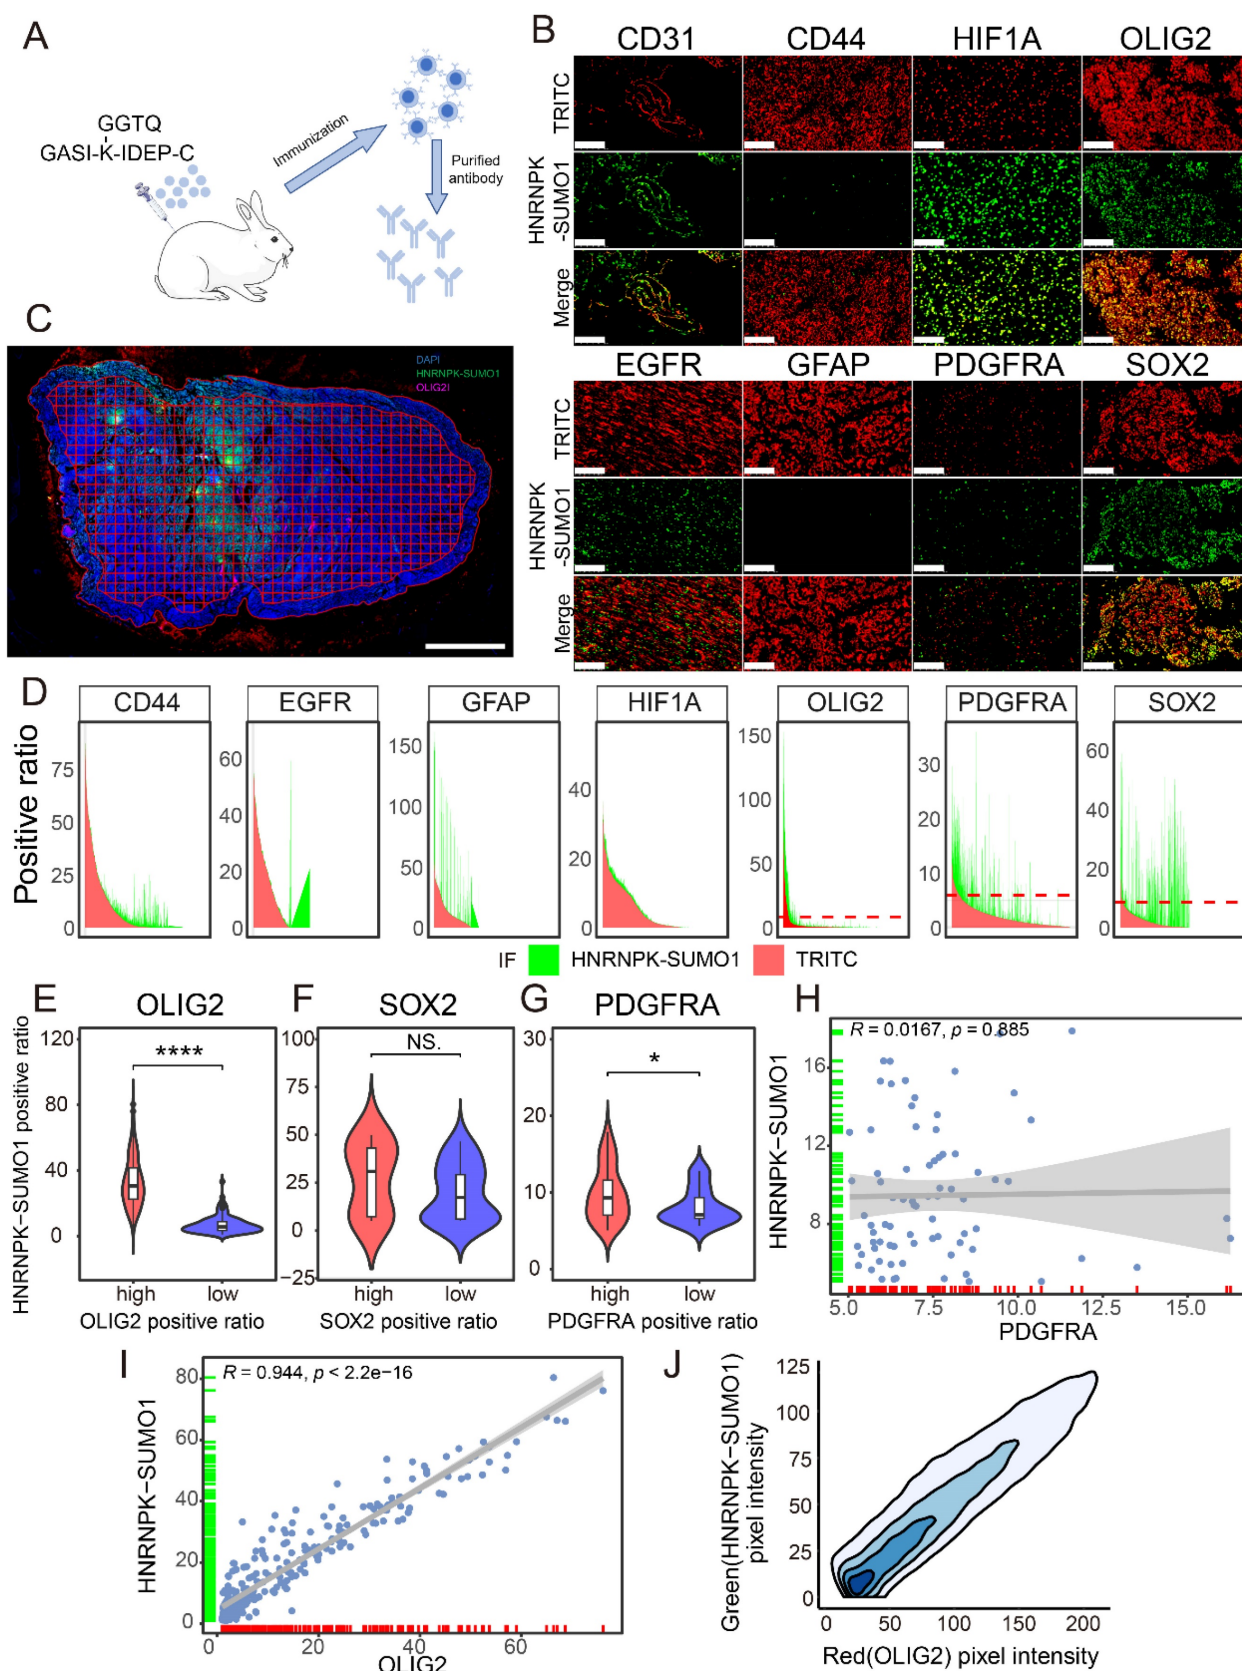 A
GGTQ
GASI-K-IDEP-C
Immunization
Purified
antibody
B
CD31 CD44 HIF1A OLIG2
TRITC
HNRNPK
-SUMO1
Merge
EGFR GFAP PDGFRA SOX2
TRITC
HNRNPK
-SUMO1
Merge
C
DAPI
HNRNPK-SUMO1
OLIG2I
D
Positive ratio
CD44 EGFR GFAP HIF1A OLIG2 PDGFRA SOX2
75
50
25
0
60
40
20
0
150
100
50
0
40
20
0
150
100
50
0
30
20
10
0
60
40
20
0
IF HNRNPK-SUMO1 TRITC
E
OLIG2
HNRNPK−SUMO1 positive ratio
120
80
40
0
****
high low
OLIG2 positive ratio
F
SOX2
100
75
50
25
0
−25
NS.
high low
SOX2 positive ratio
G
PDGFRA
30
20
10
0
*
high low
PDGFRA positive ratio
H
HNRNPK−SUMO1
R = 0.0167, p = 0.885
16
12
8
5.0 7.5 10.0 12.5 15.0
PDGFRA
I
HNRNPK−SUMO1
R = 0.944, p < 2.2e−16
80
60
40
20
0
0 20 40 60
OLIG2
J
Green(HNRNPK−SUMO1)
pixel intensity
125
100
75
50
25
0
0 50 100 150 200
Red(OLIG2) pixel intensity